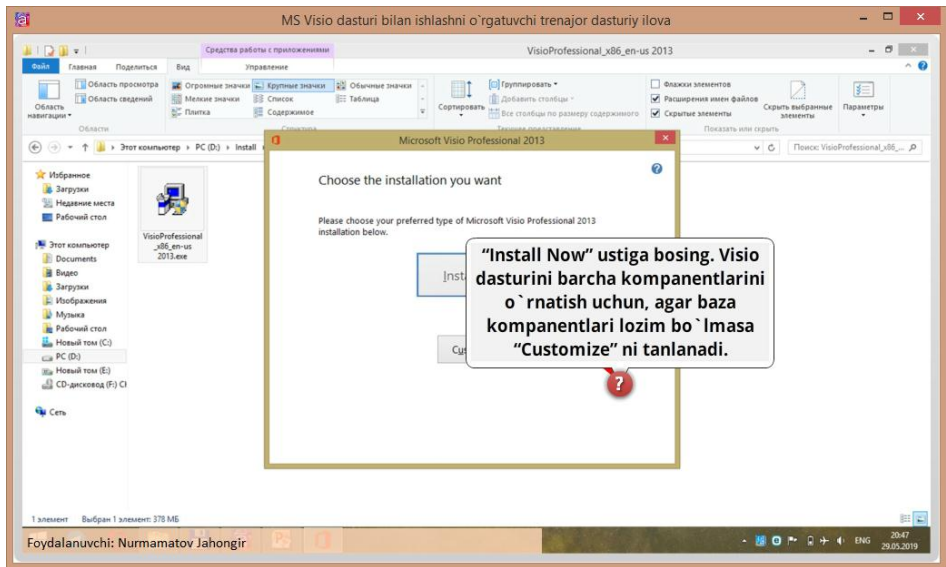 MS Visio dasturi bilan ishlashni o`rgatuvchi trenajor dasturiy ilova
Средства работы с приложениями
VisioProfessional_x86_en-us 2013
Файл Главная Поделиться Вид Управление
Область навигации
Область просмотра
Область сведений
Области
Огромные значки
Крупные значки
Обычные значки
Мелкие значки
Список
Таблица
Плитка
Содержимое
Структура
Сортировать
Группировать
Добавить столбцы
Все столбцы по размеру содержимого
Текущее представление
Флажки элементов
Расширения имен файлов
Скрытые элементы
Скрыть выбранные элементы
Показать или скрыть
Параметры
Этот компьютер PC (D:) Install
Поиск: VisioProfessional_x86_...
Избранное
Загрузки
Недавние места
Рабочий стол
Этот компьютер
Documents
Видео
Загрузки
Изображения
Музыка
Рабочий стол
Новый том (C:)
PC (D:)
Новый том (E:)
CD-дисковод (F:)
Сеть
VisioProfessional
_x86_en-us
2013.exe
Microsoft Visio Professional 2013
Choose the installation you want
Please choose your preferred type of Microsoft Visio Professional 2013
installation below.
“Install Now” ustiga bosing. Visio
dasturini barcha kompanentlarini
o`rnatish uchun, agar baza
kompanentlari lozim bo`lmasa
“Customize” ni tanlanadi.
?
1 элемент Выбран 1 элемент: 378 МБ
Foydalanuvchi: Nurmamatov Jahongir
ENG
20:47
29.05.2019